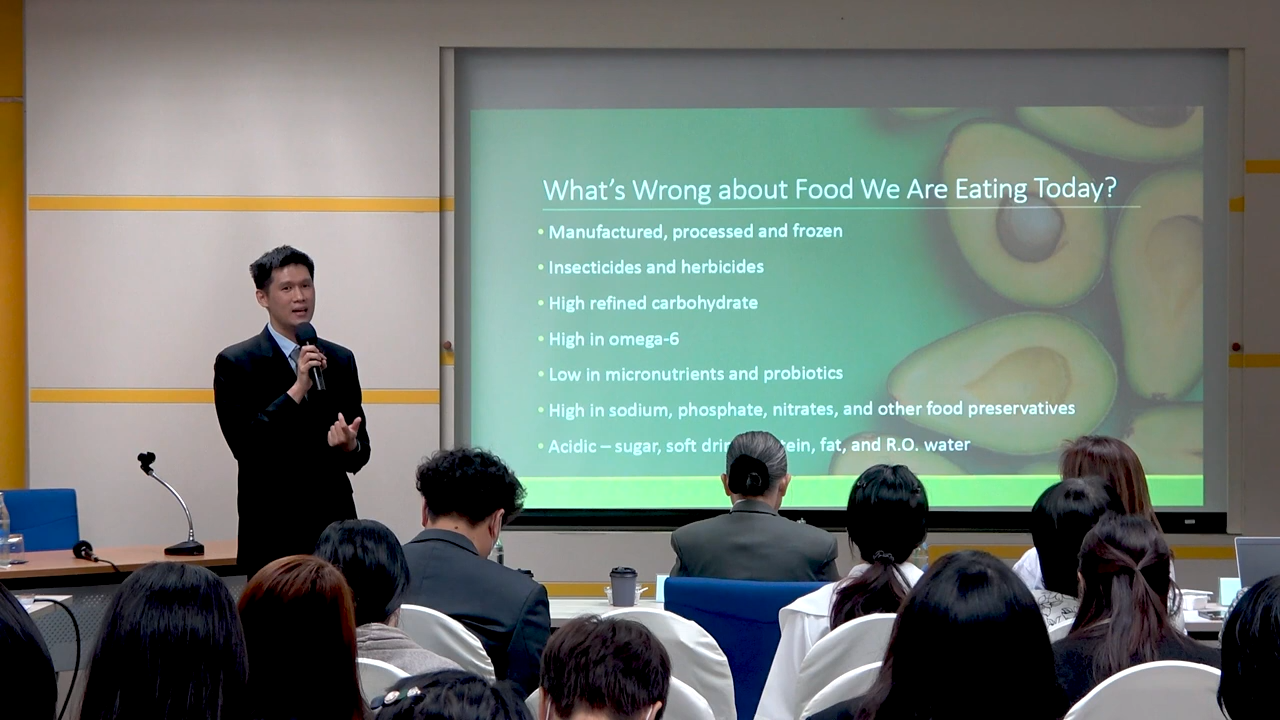 What's Wrong about Food We Are Eating Today?
• Manufactured, processed and frozen
• Insecticides and herbicides
• High refined carbohydrate
• High in omega-6
• Low in micronutrients and probiotics
• High in sodium, phosphate, nitrates, and other food preservatives
• Acidic – sugar, soft fat, and R.O. water